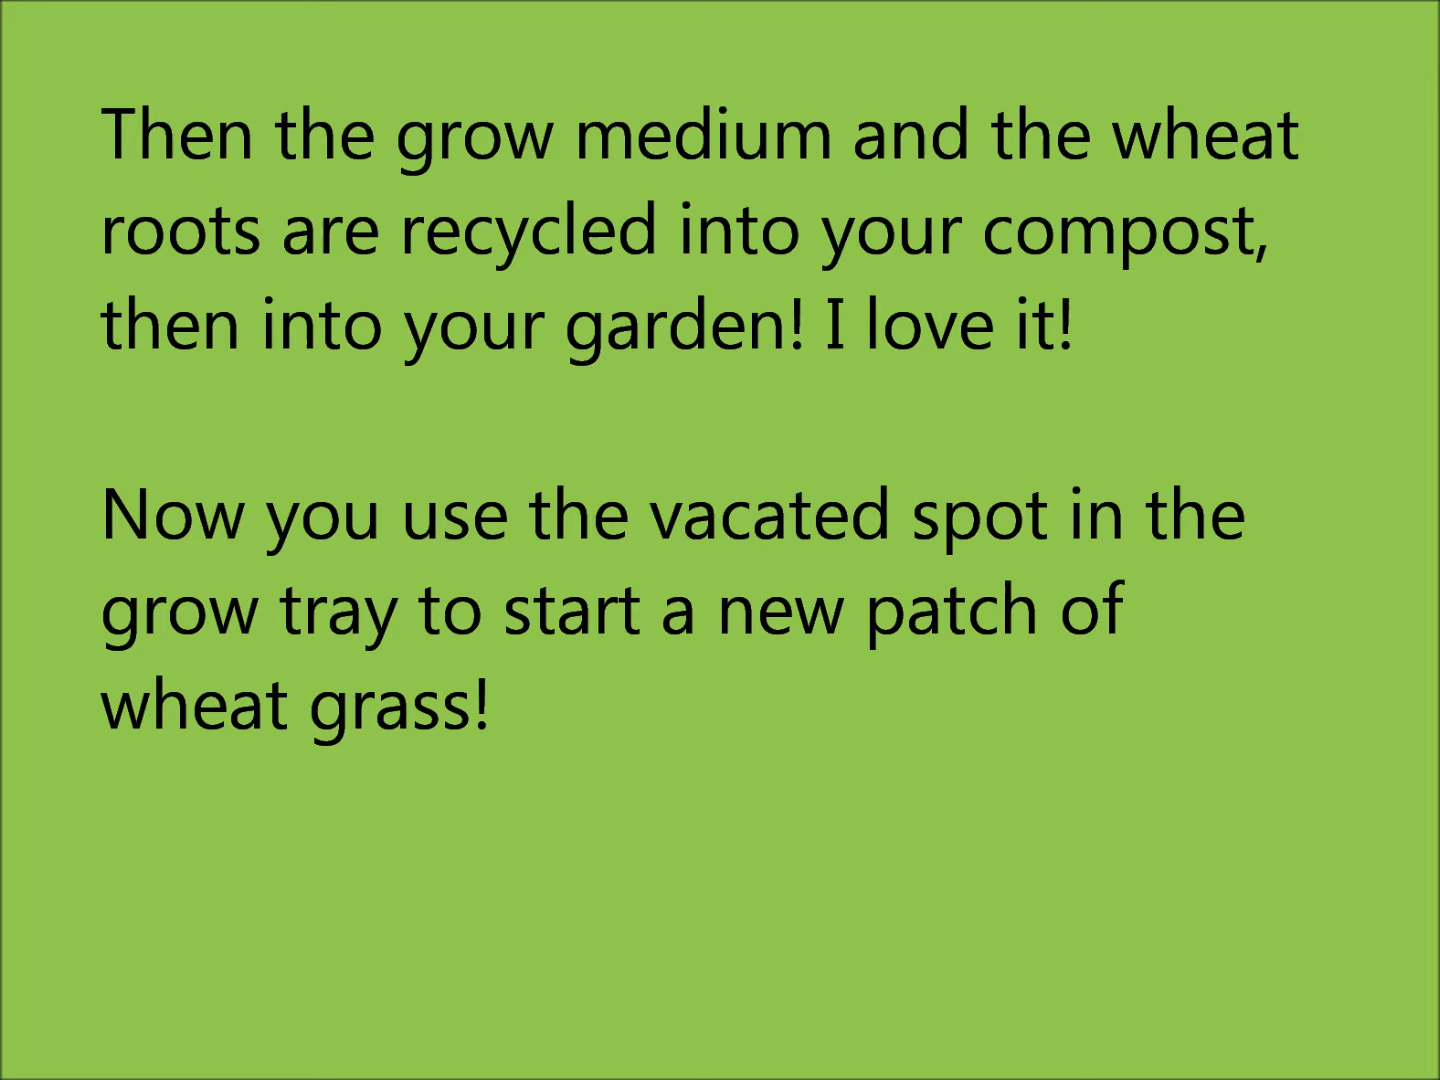 Then the grow medium and the wheat
roots are recycled into your compost,
then into your garden! I love it!
Now you use the vacated spot in the
grow tray to start a new patch of
wheat grass!